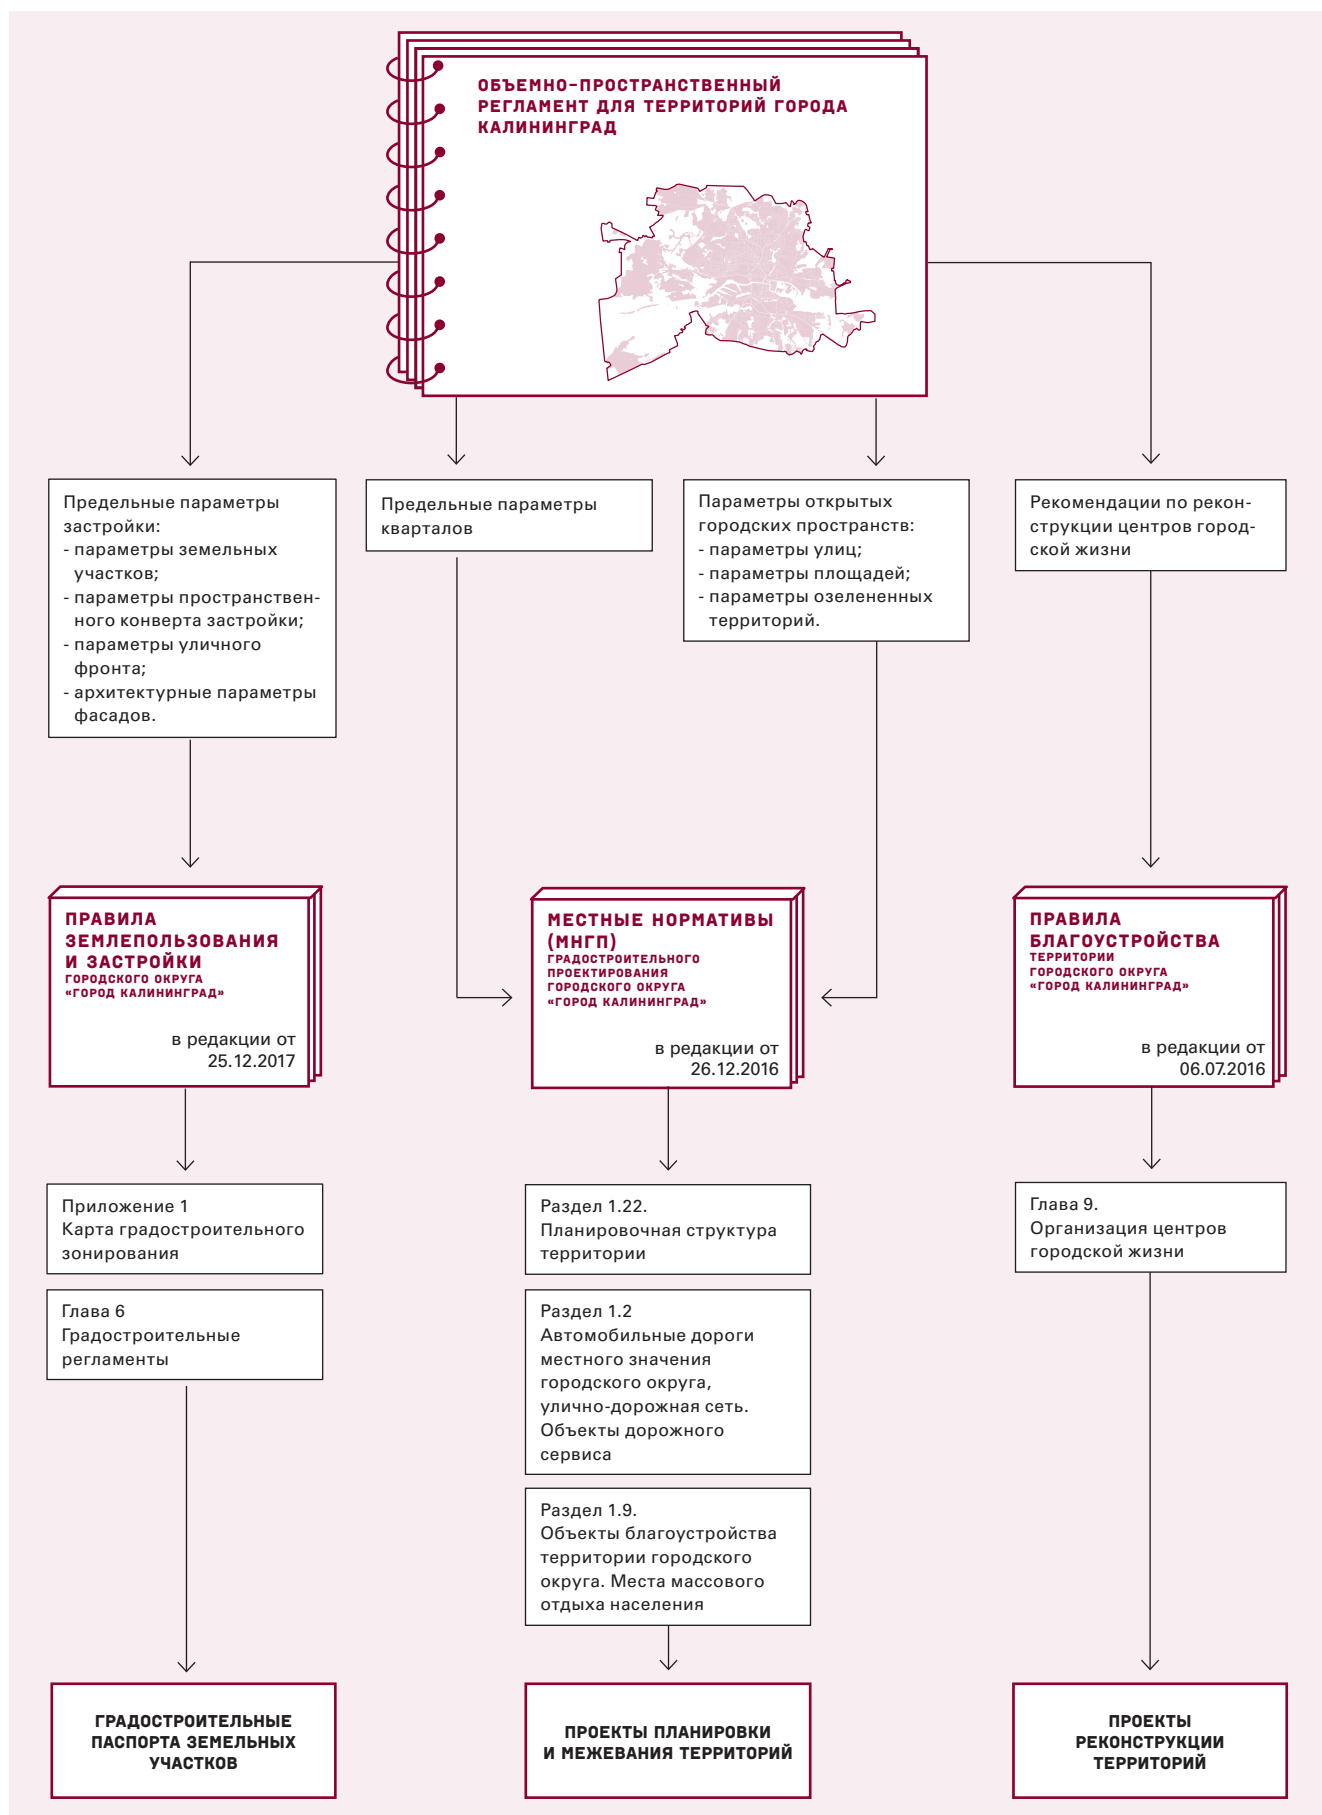 ОБЪЕМНО-ПРОСТРАНСТВЕННЫЙ
РЕГЛАМЕНТ ДЛЯ ТЕРРИТОРИЙ ГОРОДА
КАЛИНИНГРАД
Предельные параметры
застройки:
- параметры земельных
участков;
- параметры пространствен-
ного конверта застройки;
- параметры уличного
фронта;
- архитектурные параметры
фасадов.
Предельные параметры
кварталов
Параметры открытых
городских пространств:
- параметры улиц;
- параметры площадей;
- параметры озелененных
территорий.
Рекомендации по рекон-
струкции центров город-
ской жизни
ПРАВИЛА
ЗЕМЛЕПОЛЬЗОВАНИЯ
И ЗАСТРОЙКИ
ГОРОДСКОГО ОКРУГА
«ГОРОД КАЛИНИНГРАД»
в редакции от
25.12.2017
МЕСТНЫЕ НОРМАТИВЫ
(МНГП)
ГРАДОСТРОИТЕЛЬНОГО
ПРОЕКТИРОВАНИЯ
ГОРОДСКОГО ОКРУГА
«ГОРОД КАЛИНИНГРАД»
в редакции от
26.12.2016
ПРАВИЛА
БЛАГОУСТРОЙСТВА
ТЕРРИТОРИИ
ГОРОДСКОГО ОКРУГА
«ГОРОД КАЛИНИНГРАД»
в редакции от
06.07.2016
Приложение 1
Карта градостроительного
зонирования
Глава 6
Градостроительные
регламенты
Раздел 1.22.
Планировочная структура
территории
Раздел 1.2
Автомобильные дороги
местного значения
городского округа,
улично-дорожная сеть.
Объекты дорожного
сервиса
Раздел 1.9.
Объекты благоустройства
территории городского
округа. Места массового
отдыха населения
Глава 9.
Организация центров
городской жизни
ГРАДОСТРОИТЕЛЬНЫЕ
ПАСПОРТА ЗЕМЕЛЬНЫХ
УЧАСТКОВ
ПРОЕКТЫ ПЛАНИРОВКИ
И МЕЖЕВАНИЯ ТЕРРИТОРИЙ
ПРОЕКТЫ
РЕКОНСТРУКЦИИ
ТЕРРИТОРИЙ